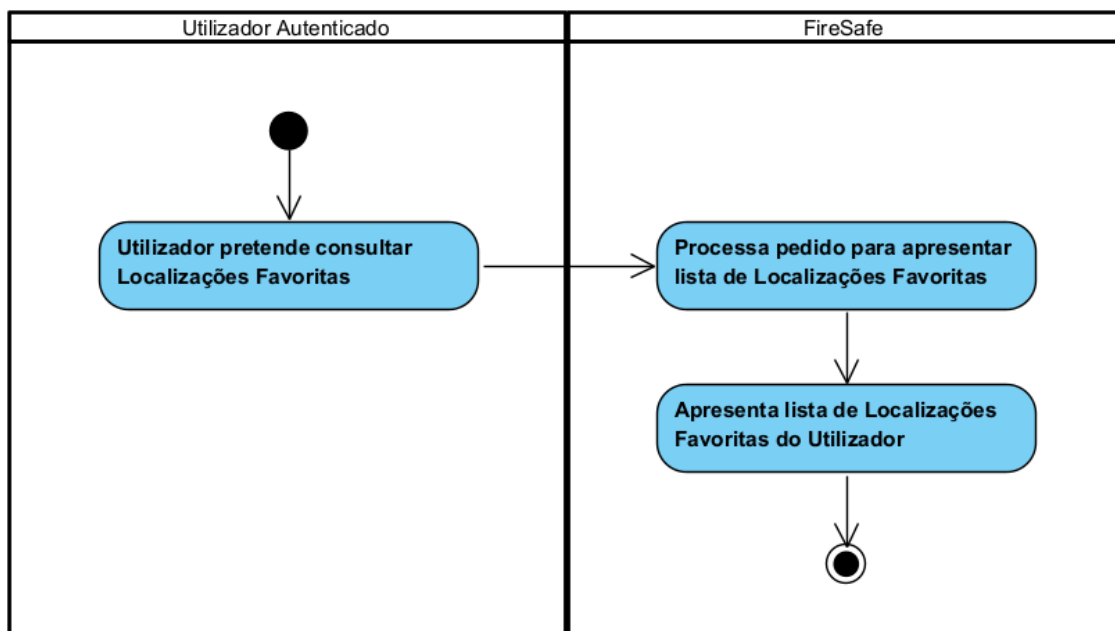 Utilizador Autenticado
FireSafe
Utilizador pretende consultar
Localizações Favoritas
Processa pedido para apresentar
lista de Localizações Favoritas
Apresenta lista de Localizações
Favoritas do Utilizador